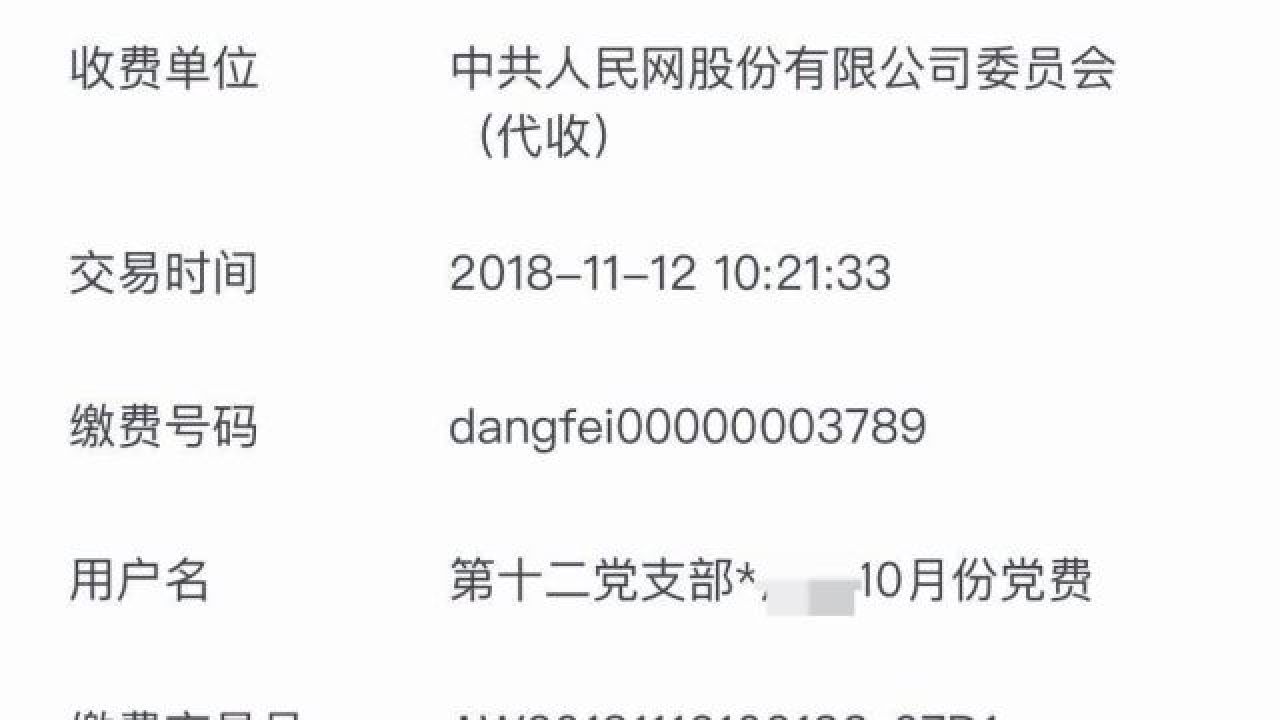 收费单位 中共人民网股份有限公司委员会
（代收）
交易时间 2018-11-12 10:21:33
缴费号码 dangfei00000003789
用户名 第十二党支部* 10月份党费